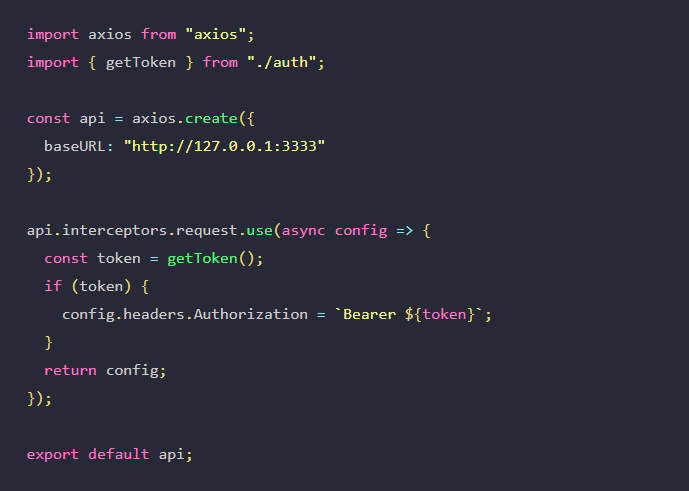 import axios from "axios";
import { getToken } from "./auth";
const api = axios.create({
baseURL: "http://127.0.0.1:3333"
});
api.interceptors.request.use(async config => {
const token = getToken();
if (token) {
config.headers.Authorization = `Bearer ${token}`;
}
return config;
});
export default api;